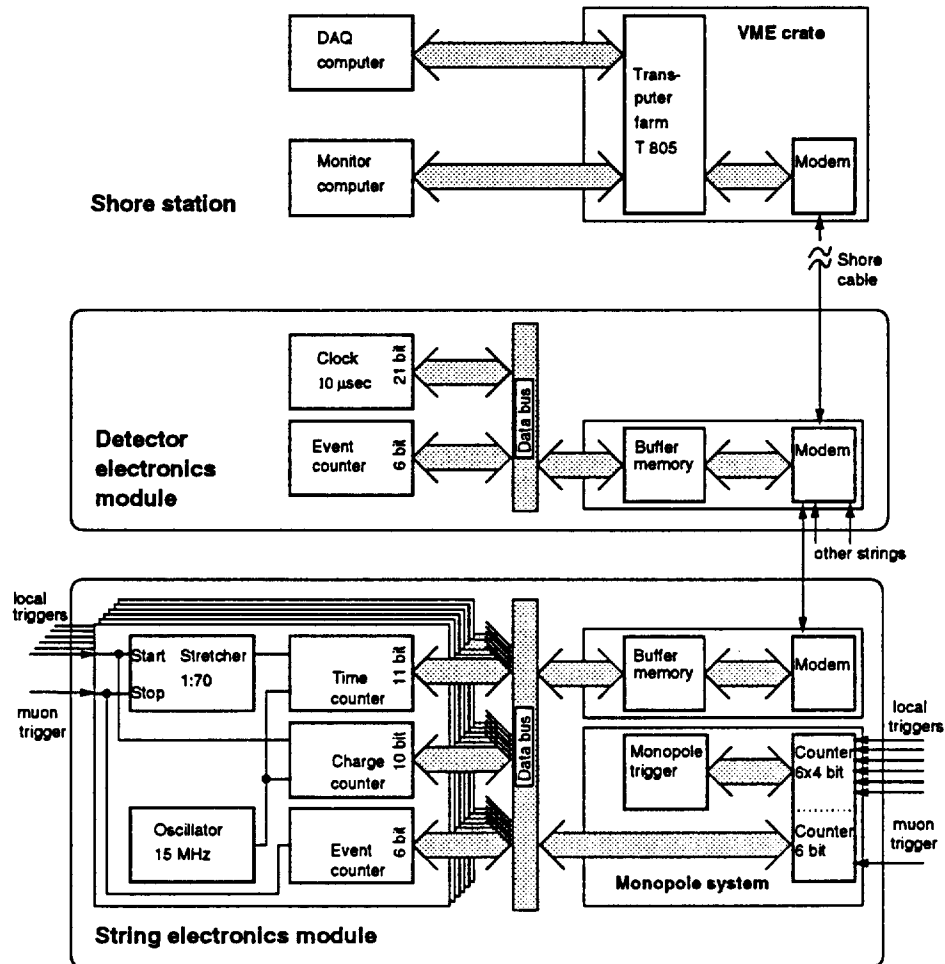 DAQ
computer
VME crate
Trans-
puter
farm
T 805
Monitor
computer
Modem
Shore station
Shore
cable
Clock
10 µsec
21 bit
Data bus
Detector
electronics
module
Event
counter
6 bit
Buffer
memory
Modem
other strings
local
triggers
Start
Stretcher
1:70
Stop
muon
trigger
Time
counter
11 bit
Charge
counter
10 bit
Oscillator
15 MHz
Event
counter
6 bit
Data bus
Buffer
memory
Modem
local
triggers
Monopole
trigger
Counter
6x4 bit
Counter
6 bit
muon
trigger
Monopole system
String electronics module